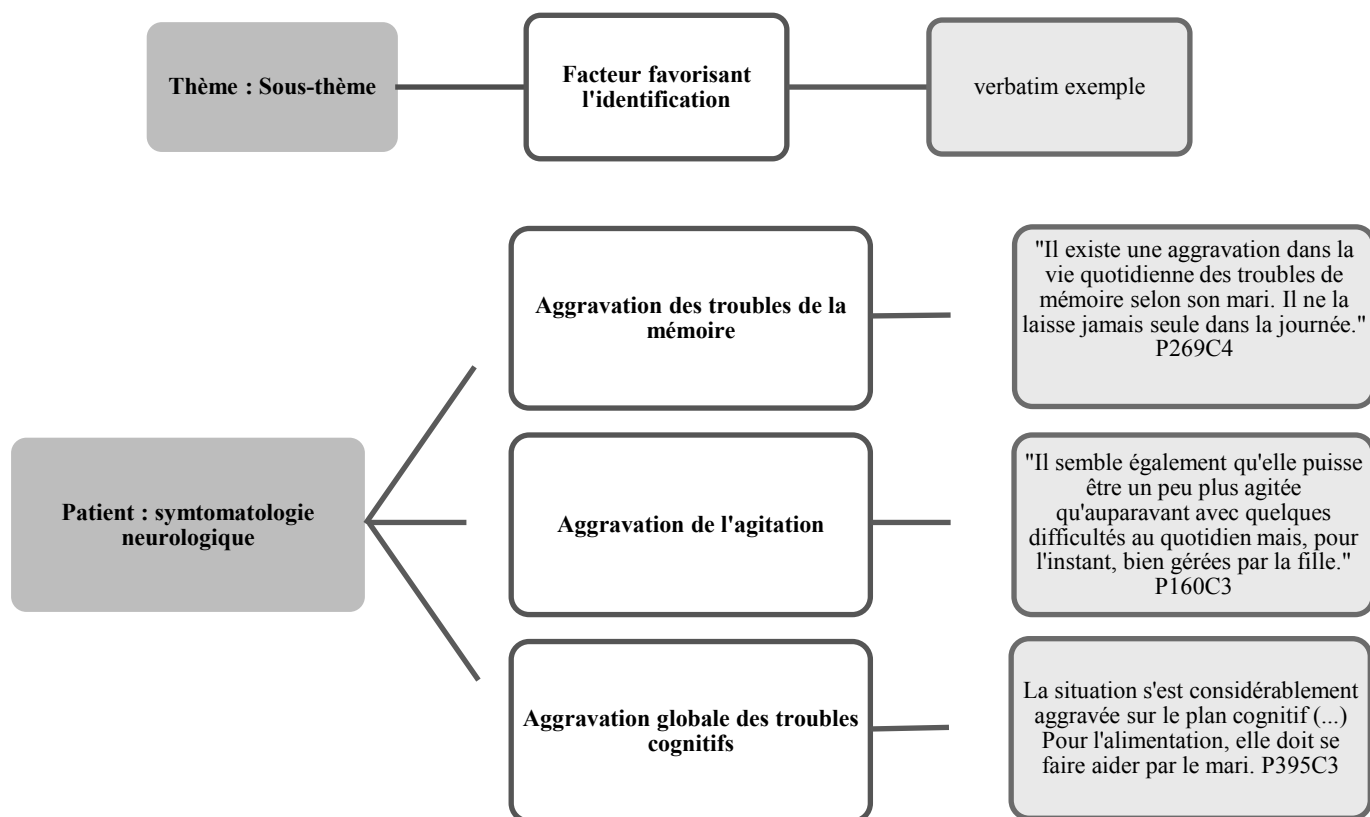 Thème : Sous-thème
Facteur favorisant
l'identification
verbatim exemple
Patient : symtomatologie
neurologique
Aggravation des troubles de la
mémoire
"Il existe une aggravation dans la
vie quotidienne des troubles de
mémoire selon son mari. Il ne la
laisse jamais seule dans la journée."
P269C4
Aggravation de l'agitation
"Il semble également qu'elle puisse
être un peu plus agitée
qu'auparavant avec quelques
difficultés au quotidien mais, pour
l'instant, bien gérées par la fille."
P160C3
Aggravation globale des troubles
cognitifs
La situation s'est considérablement
aggravée sur le plan cognitif (...)
Pour l'alimentation, elle doit se
faire aider par le mari. P395C3